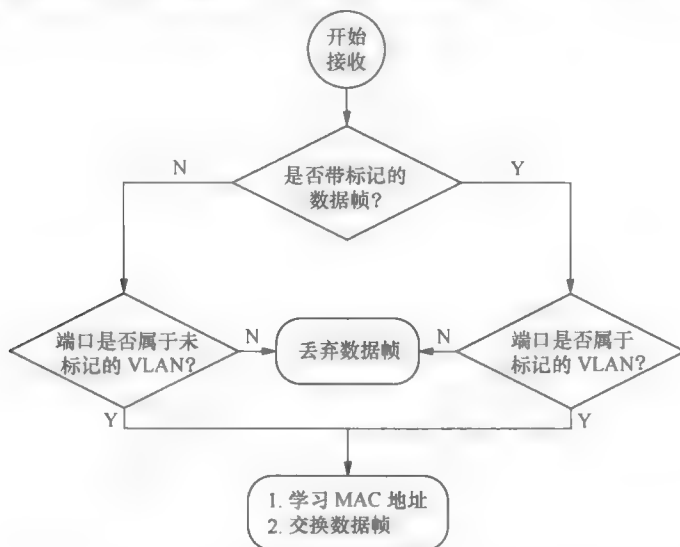 开始
接收
N
是否带标记的
数据帧?
Y
端口是否属于未
标记的 VLAN?
N
丢弃数据帧
N
端口是否属于
标记的 VLAN?
Y
Y
1. 学习 MAC 地址
2. 交换数据帧